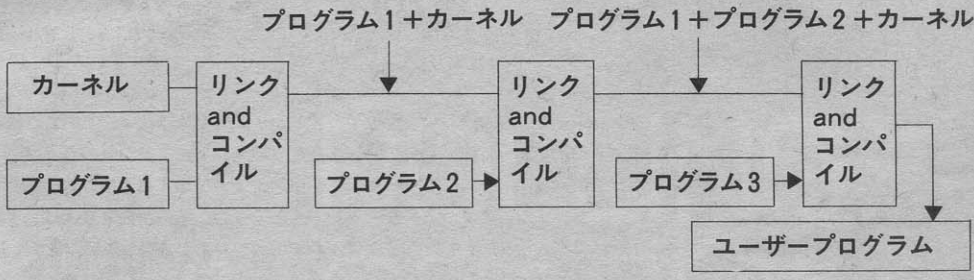 プログラム1+カーネル
プログラム1+プログラム2+カーネル
カーネル
リンク
and
コンパ
イル
プログラム1
プログラム2
リンク
and
コンパ
イル
プログラム3
リンク
and
コンパ
イル
ユーザープログラム